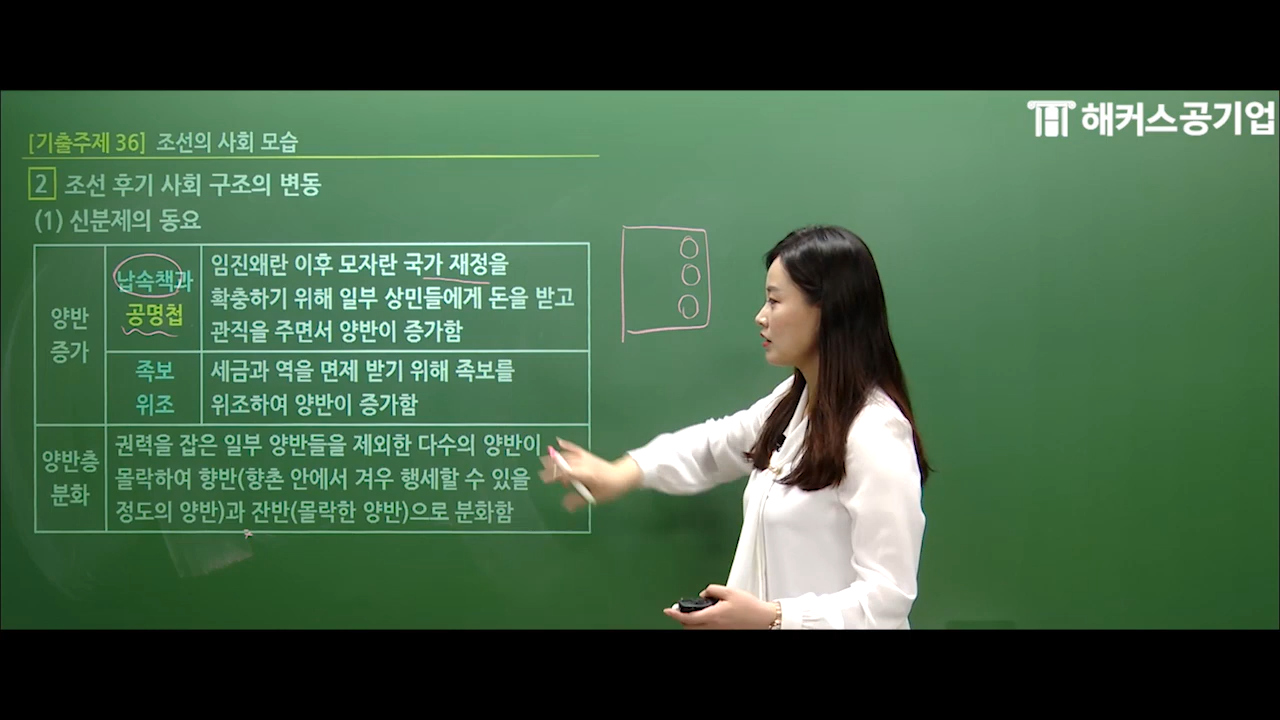 해커스공기업
[기출주제 36] 조선의 사회 모습
2 조선 후기 사회 구조의 변동
(1) 신분제의 동요
양반
증가
납속책과
공명첩
임진왜란 이후 모자란 국가 재정을
확충하기 위해 일부 상민들에게 돈을 받고
관직을 주면서 양반이 증가함
족보
위조
세금과 역을 면제 받기 위해 족보를
위조하여 양반이 증가함
양반층
분화
권력을 잡은 일부 양반들을 제외한 다수의 양반이
몰락하여 향반(향촌 안에서 겨우 행세할 수 있을
정도의 양반)과 잔반(몰락한 양반)으로 분화함